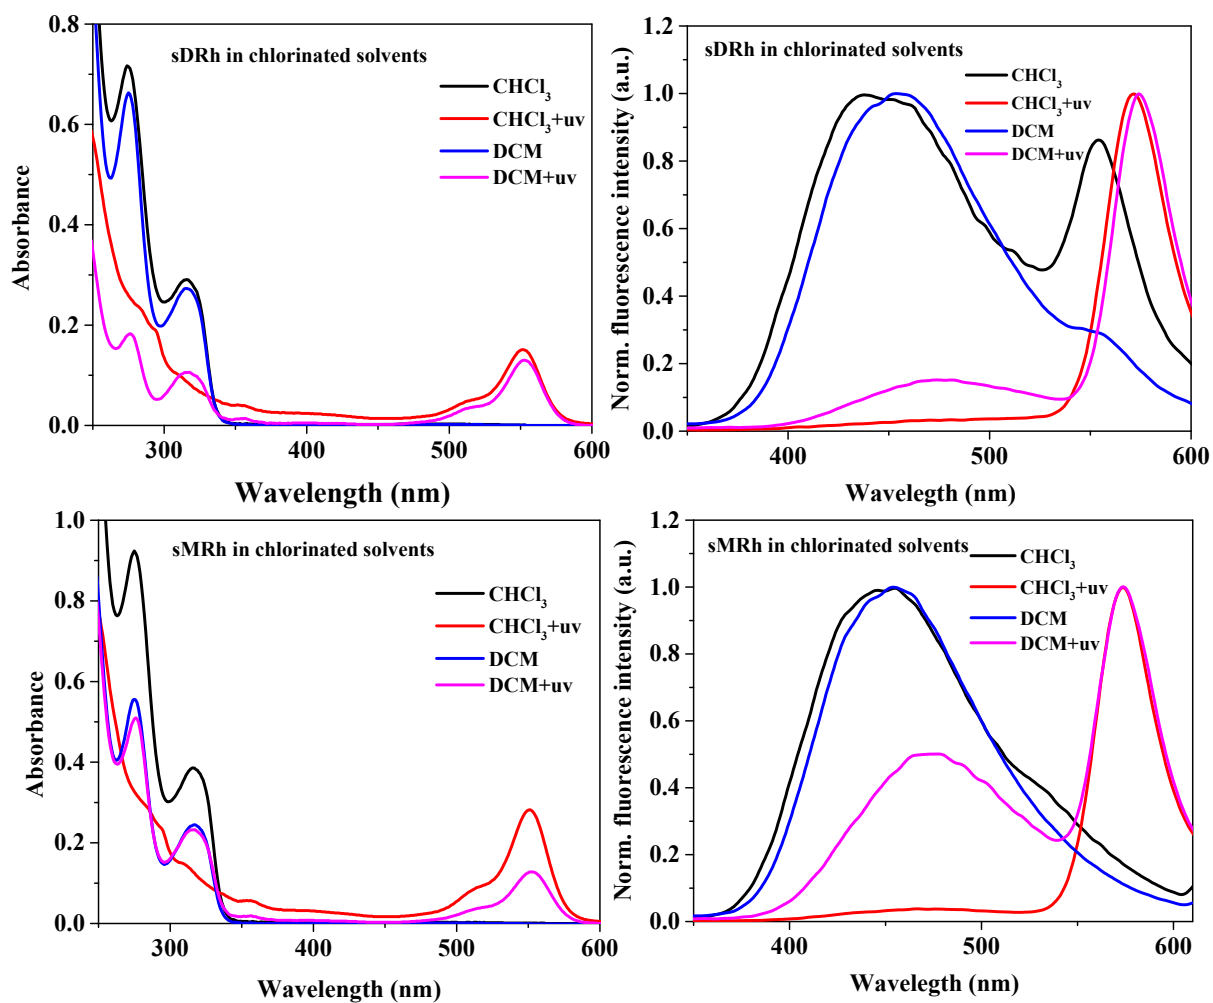 sDRh in chlorinated solvents
CHCl3
CHCl3+uv
DCM
DCM+uv
Absorbance
0.8
0.6
0.4
0.2
0.0
300
400
500
600
Wavelength (nm)
sDRh in chlorinated solvents
CHCl3
CHCl3+uv
DCM
DCM+uv
Norm. fluorescence intensity (a.u.)
1.2
1.0
0.8
0.6
0.4
0.2
0.0
400
500
600
Wavelegth (nm)
sMRh in chlorinated solvents
CHCl3
CHCl3+uv
DCM
DCM+uv
Absorbance
1.0
0.8
0.6
0.4
0.2
0.0
300
400
500
600
Wavelength (nm)
sMRh in chlorinated solvents
CHCl3
CHCl3+uv
DCM
DCM+uv
Norm. fluorescence intensity (a.u.)
1.2
1.0
0.8
0.6
0.4
0.2
0.0
400
500
600
Wavelegth (nm)